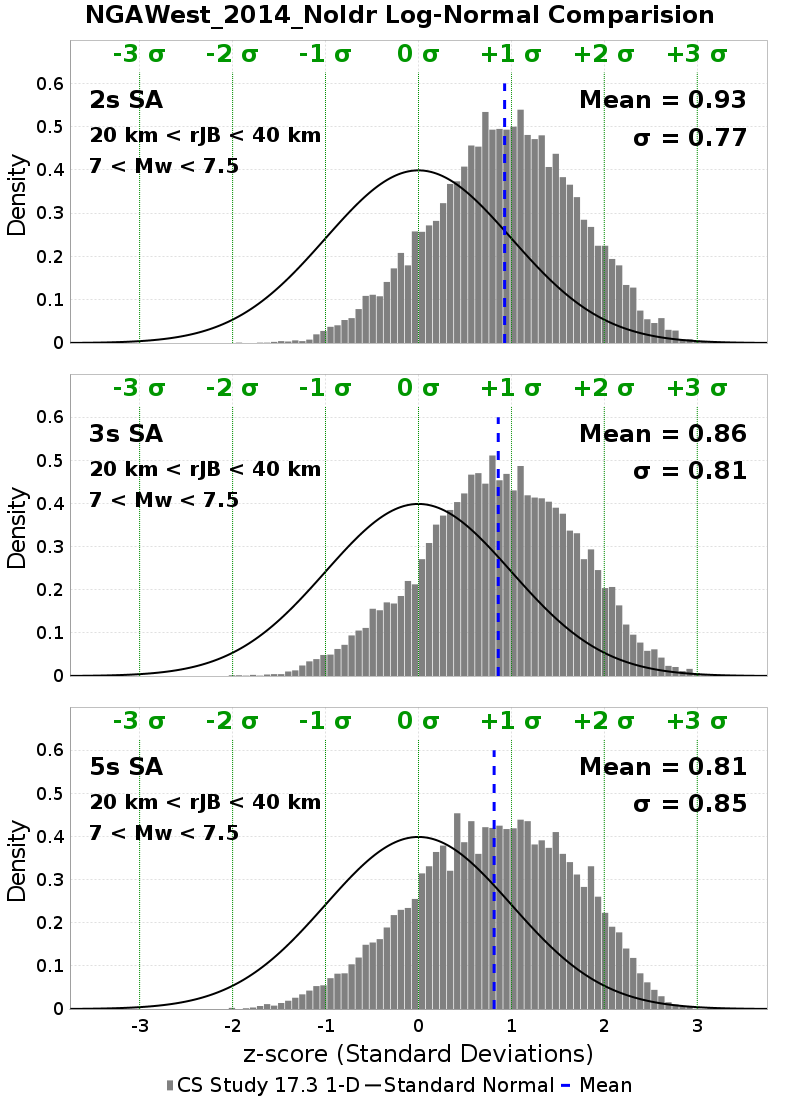 NGAWest_2014_NoIdr Log-Normal Comparision
-3 σ -2 σ -1 σ 0 σ +1 σ +2 σ +3 σ
0.6
2s SA Mean = 0.93
0.5
20 km < rJB < 40 km σ = 0.77
7 < Mw < 7.5
0.4
0.3
0.2
0.1
0
Density
-3 σ -2 σ -1 σ 0 σ +1 σ +2 σ +3 σ
0.6
3s SA Mean = 0.86
0.5
20 km < rJB < 40 km σ = 0.81
7 < Mw < 7.5
0.4
0.3
0.2
0.1
0
Density
-3 σ -2 σ -1 σ 0 σ +1 σ +2 σ +3 σ
0.6
5s SA Mean = 0.81
0.5
20 km < rJB < 40 km σ = 0.85
7 < Mw < 7.5
0.4
0.3
0.2
0.1
0
Density
-3 -2 -1 0 1 2 3
z-score (Standard Deviations)
CS Study 17.3 1-D Standard Normal Mean